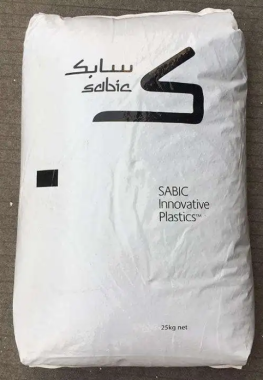 سابك
sabic
SABIC
Innovative
Plastics™
25kg net